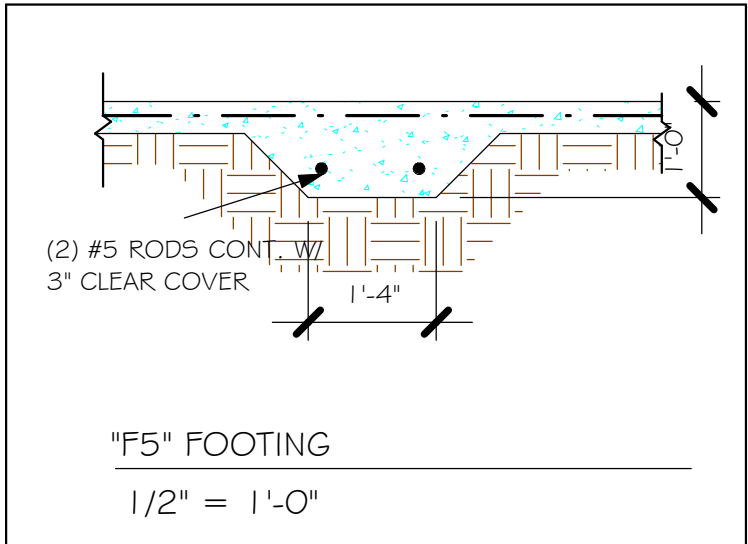 1'-0"
(2) #5 RODS CONT. W/
3" CLEAR COVER
1'-4"
"F5" FOOTING
1/2" = 1'-0"